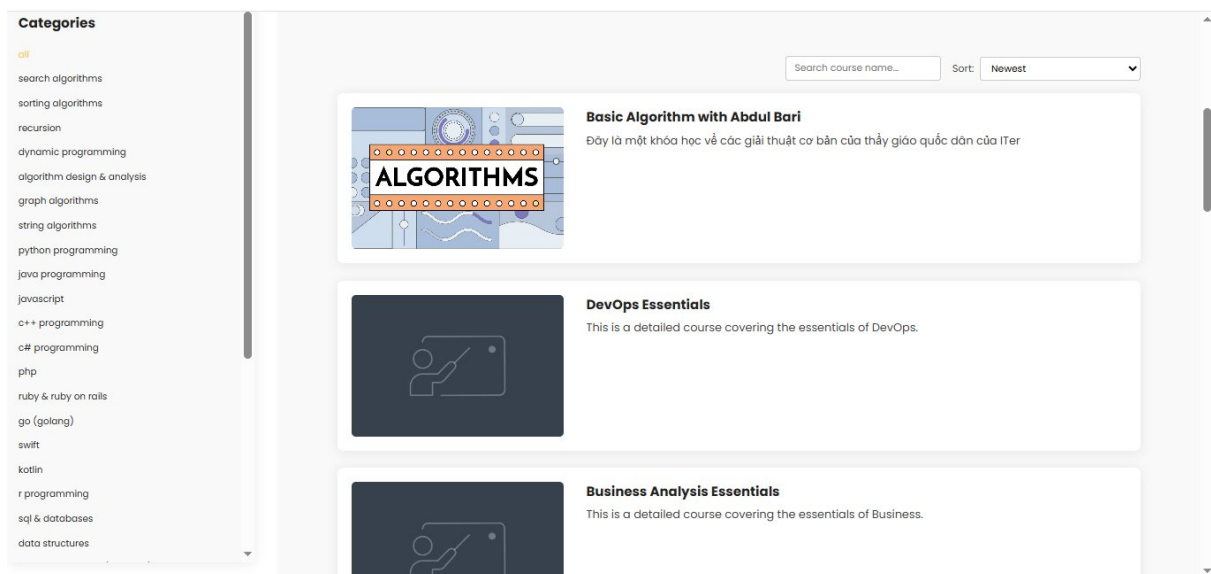 Categories
all
search algorithms
sorting algorithms
recursion
dynamic programming
algorithm design & analysis
graph algorithms
string algorithms
python programming
java programming
javascript
c++ programming
c# programming
php
ruby & ruby on rails
go (golang)
swift
kotlin
r programming
sql & databases
data structures
Search course name...
Sort:
Newest
ALGORITHMS
Basic Algorithm with Abdul Bari
Đây là một khóa học về các giải thuật cơ bản của thầy giáo quốc dân của ITer
DevOps Essentials
This is a detailed course covering the essentials of DevOps.
Business Analysis Essentials
This is a detailed course covering the essentials of Business.